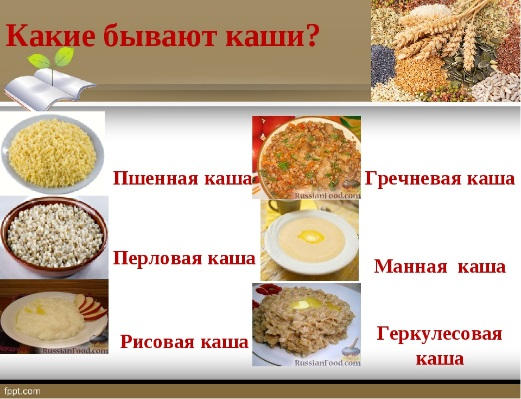 Какие бывают каши?
Пшенная каша
Гречневая каша
RussianFood.com
Перловая каша
Манная каша
Рисовая каша
RussianFood.com
Геркулесовая
каша
RussianFood.com
fppt.com